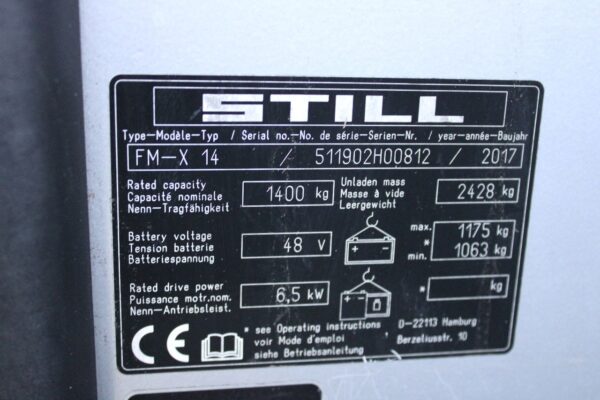 STILL
Type-Modèle-Typ / Serial no.-No. de série-Serien-Nr. / year-année-Baujahr
FM-X 14 / 511902H00812 / 2017
Rated capacity
Capacité nominale
Nenn-Tragfähigkeit
1400 kg
Unladen mass
Masse à vide
Leergewicht
2428 kg
Battery voltage
Tension batterie
Batteriespannung
48 V
max. 1175 kg
*
min. 1063 kg
Rated drive power
Puissance motr.nom.
Nenn-Antriebsleist.
6,5 kW
* kg
CE
* see Operating instructions
voir Mode d'emploi
siehe Betriebsanleitung
D-22113 Hamburg
Berzeliusstr. 10